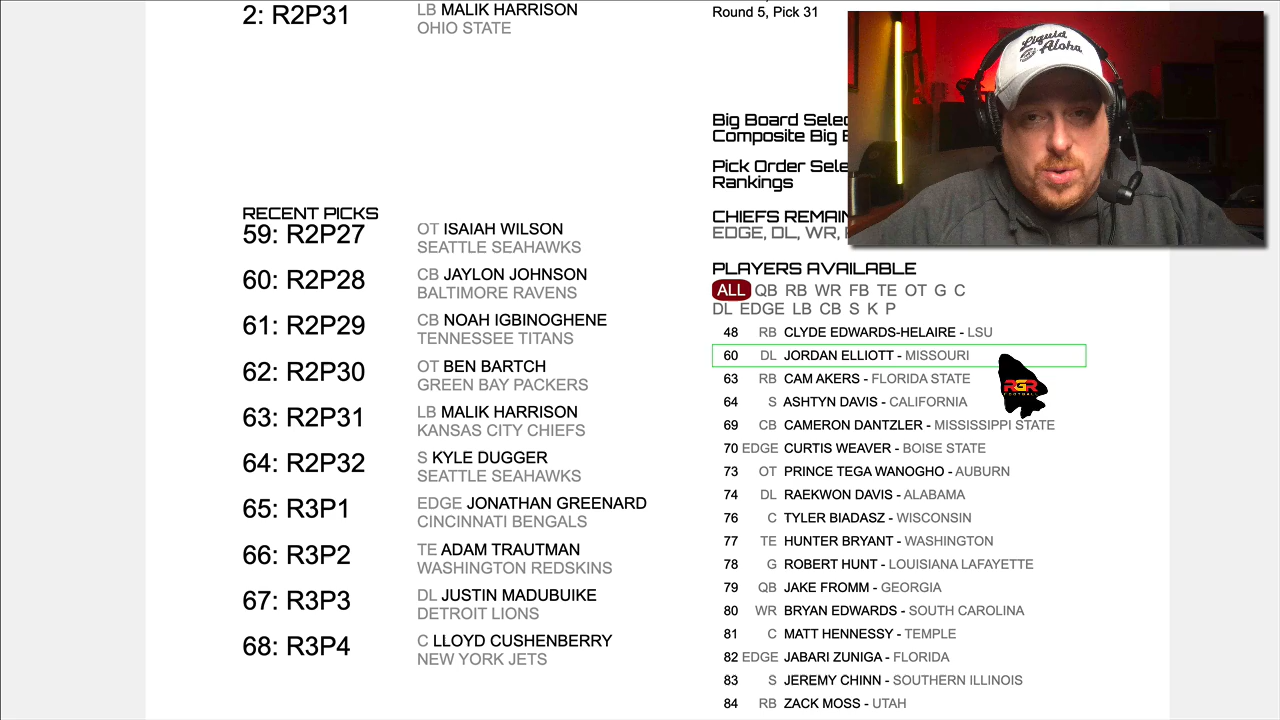 2: R2P31
LB MALIK HARRISON
OHIO STATE
Round 5, Pick 31
Liquid
Aloha
Big Board Selec
Composite Big
Pick Order Sele
Rankings
CHIEFS REMAIN
EDGE, DL, WR,
RECENT PICKS
59: R2P27
OT ISAIAH WILSON
SEATTLE SEAHAWKS
60: R2P28
CB JAYLON JOHNSON
BALTIMORE RAVENS
61: R2P29
CB NOAH IGBINOGHENE
TENNESSEE TITANS
62: R2P30
OT BEN BARTCH
GREEN BAY PACKERS
63: R2P31
LB MALIK HARRISON
KANSAS CITY CHIEFS
64: R2P32
S KYLE DUGGER
SEATTLE SEAHAWKS
65: R3P1
EDGE JONATHAN GREENARD
CINCINNATI BENGALS
66: R3P2
TE ADAM TRAUTMAN
WASHINGTON REDSKINS
67: R3P3
DL JUSTIN MADUBUIKE
DETROIT LIONS
68: R3P4
C LLOYD CUSHENBERRY
NEW YORK JETS
PLAYERS AVAILABLE
ALL QB RB WR FB TE OT G C
DL EDGE LB CB S K P
48 RB CLYDE EDWARDS-HELAIRE - LSU
60 DL JORDAN ELLIOTT - MISSOURI
63 RB CAM AKERS - FLORIDA STATE
64 S ASHTYN DAVIS - CALIFORNIA
69 CB CAMERON DANTZLER - MISSISSIPPI STATE
70 EDGE CURTIS WEAVER - BOISE STATE
73 OT PRINCE TEGA WANOGHO - AUBURN
74 DL RAEKWON DAVIS - ALABAMA
76 C TYLER BIADASZ - WISCONSIN
77 TE HUNTER BRYANT - WASHINGTON
78 G ROBERT HUNT - LOUISIANA LAFAYETTE
79 QB JAKE FROMM - GEORGIA
80 WR BRYAN EDWARDS - SOUTH CAROLINA
81 C MATT HENNESSY - TEMPLE
82 EDGE JABARI ZUNIGA - FLORIDA
83 S JEREMY CHINN - SOUTHERN ILLINOIS
84 RB ZACK MOSS - UTAH
RGR
FOOTBALL